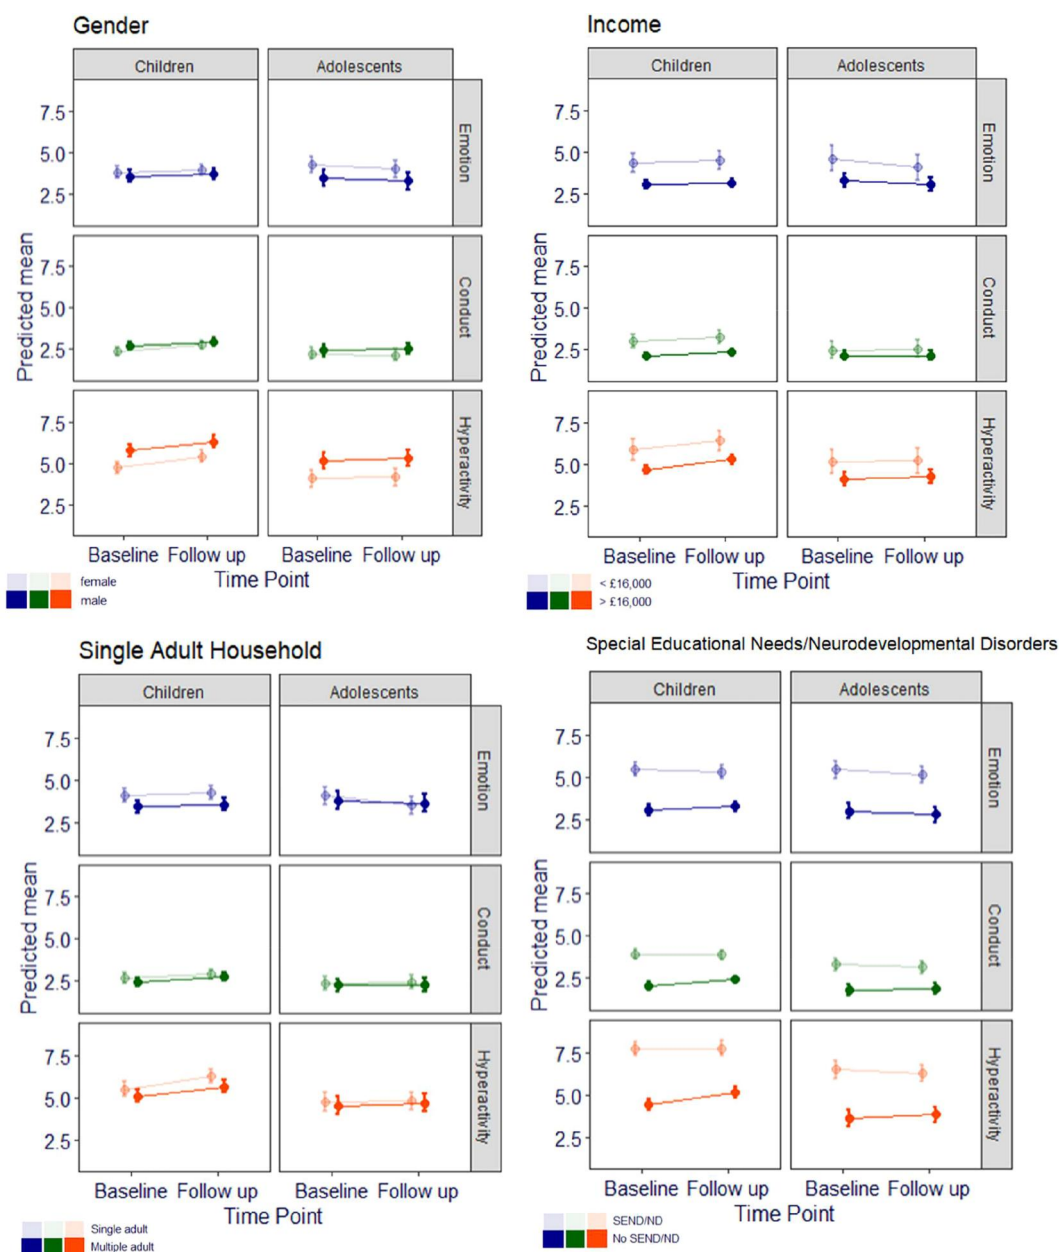 Gender
Children Adolescents
7.5
5.0
2.5
Emotion
7.5
5.0
2.5
Conduct
7.5
5.0
2.5
Hyperactivity
Predicted mean
Baseline Follow up Baseline Follow up
Time Point
female
male
Income
Children Adolescents
7.5
5.0
2.5
Emotion
7.5
5.0
2.5
Conduct
7.5
5.0
2.5
Hyperactivity
Predicted mean
Baseline Follow up Baseline Follow up
Time Point
< £16,000
> £16,000
Single Adult Household
Children Adolescents
7.5
5.0
2.5
Emotion
7.5
5.0
2.5
Conduct
7.5
5.0
2.5
Hyperactivity
Predicted mean
Baseline Follow up Baseline Follow up
Time Point
Single adult
Multiple adult
Special Educational Needs/Neurodevelopmental Disorders
Children Adolescents
7.5
5.0
2.5
Emotion
7.5
5.0
2.5
Conduct
7.5
5.0
2.5
Hyperactivity
Predicted mean
Baseline Follow up Baseline Follow up
Time Point
SEND/ND
No SEND/ND